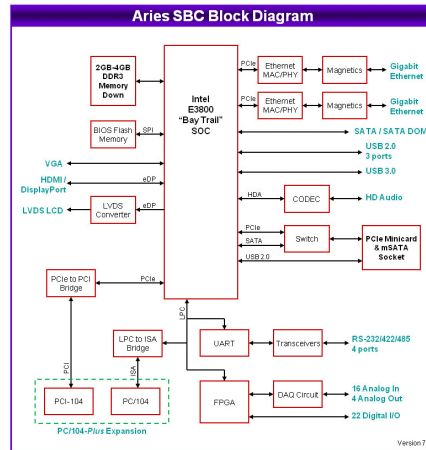 Aries SBC Block Diagram
2GB-4GB
DDR3
Memory
Down
Intel
E3800
“Bay Trail”
SOC
PCIe
Ethernet
MAC/PHY
Magnetics
Gigabit
Ethernet
PCIe
Ethernet
MAC/PHY
Magnetics
Gigabit
Ethernet
BIOS Flash
Memory
SPI
SATA / SATA DOM
USB 2.0
3 ports
VGA
USB 3.0
HDMI /
DisplayPort
eDP
HDA
CODEC
HD Audio
LVDS LCD
LVDS
Converter
eDP
PCIe
SATA
Switch
PCIe Minicard
& mSATA
Socket
USB 2.0
PCIe to PCI
Bridge
PCIe
LPC
LPC to ISA
Bridge
UART
Transceivers
RS-232/422/485
4 ports
PCI
ISA
PCI-104
PC/104
FPGA
DAQ Circuit
16 Analog In
4 Analog Out
22 Digital I/O
PC/104-Plus Expansion
Version 7